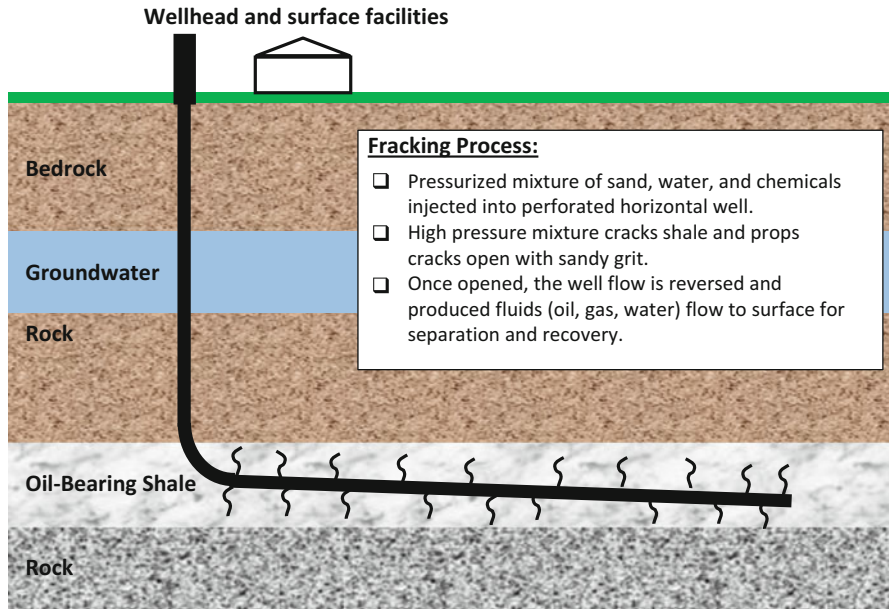 Wellhead and surface facilities
Bedrock
Fracking Process:
❑ Pressurized mixture of sand, water, and chemicals
injected into perforated horizontal well.
❑ High pressure mixture cracks shale and props
cracks open with sandy grit.
❑ Once opened, the well flow is reversed and
produced fluids (oil, gas, water) flow to surface for
separation and recovery.
Groundwater
Rock
Oil-Bearing Shale
Rock